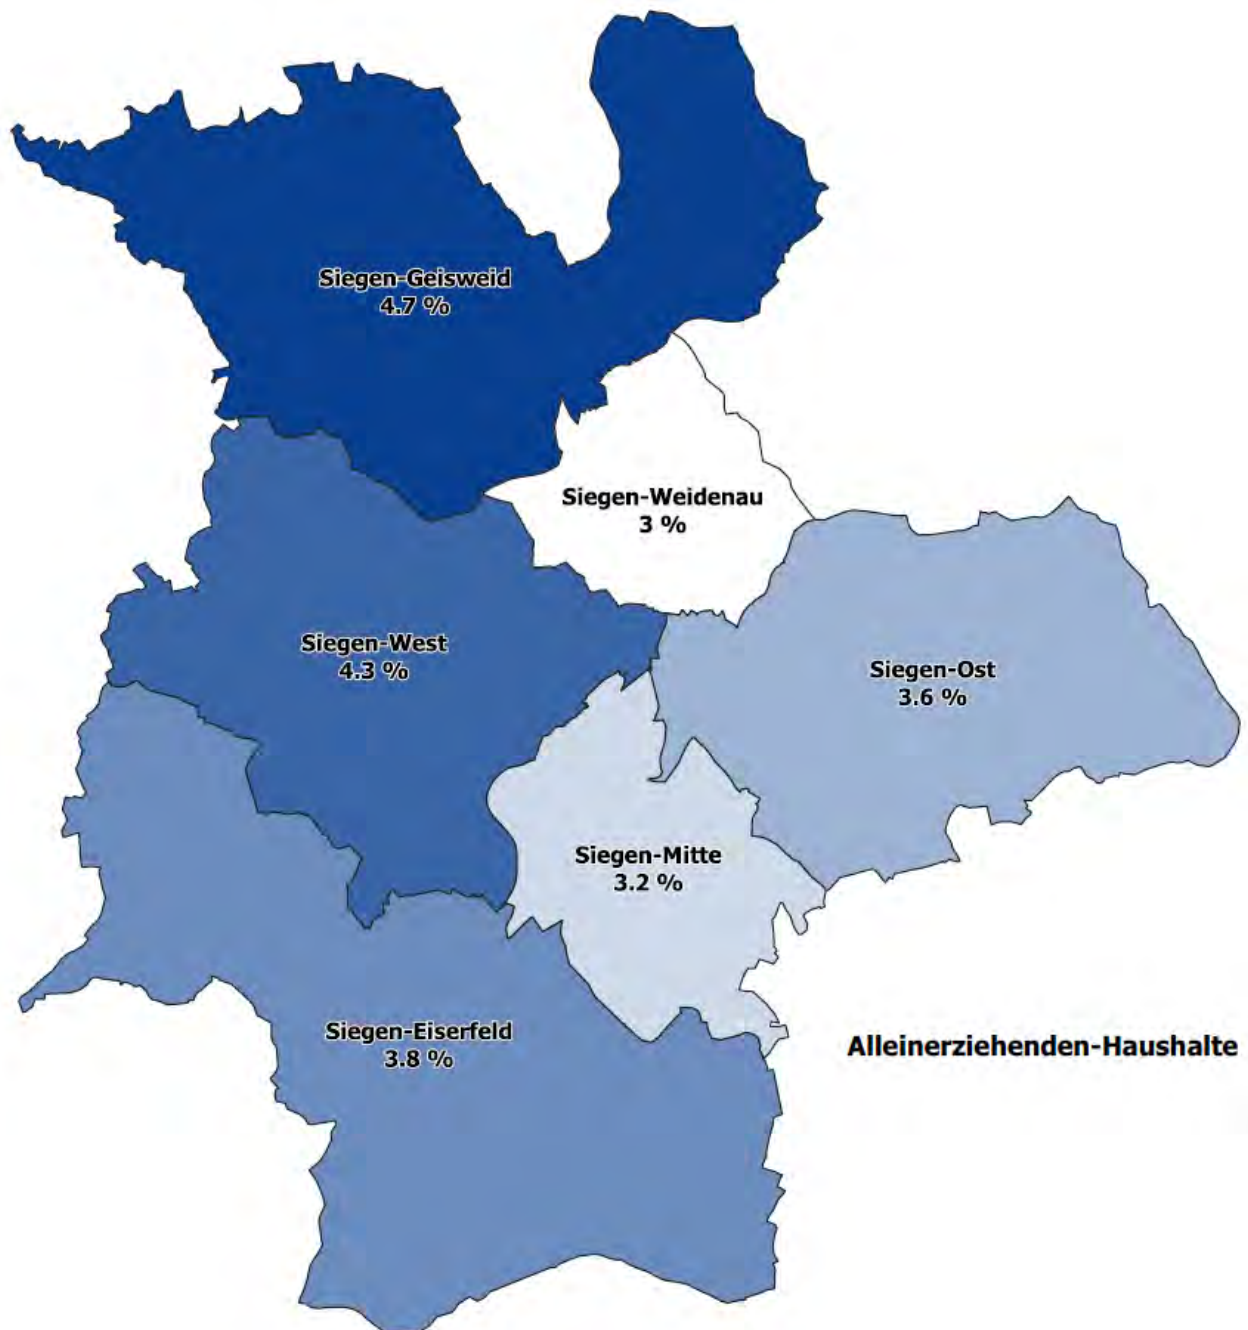 Siegen-Geisweid
4.7 %
Siegen-Weidenau
3 %
Siegen-West
4.3 %
Siegen-Ost
3.6 %
Siegen-Mitte
3.2 %
Siegen-Eiserfeld
3.8 %
Alleinerziehenden-Haushalte